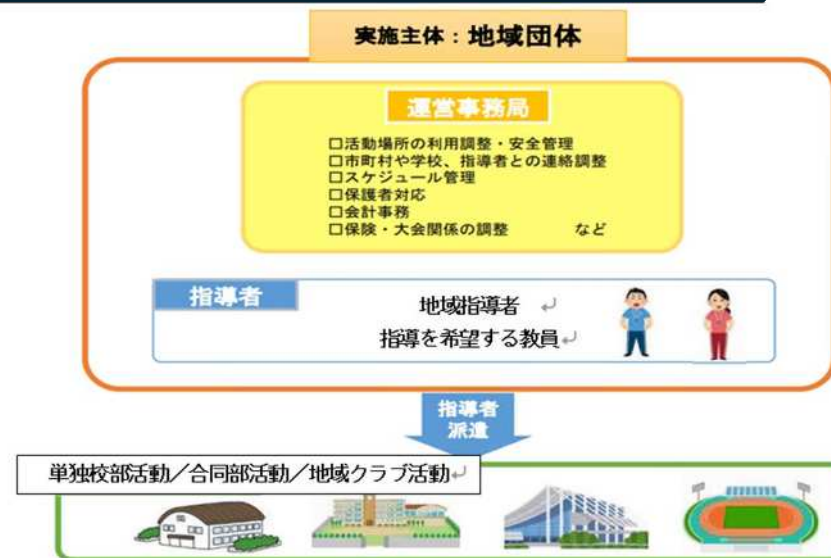 実施主体：地域団体
運営事務局
□活動場所の利用調整・安全管理
□市町村や学校、指導者との連絡調整
□スケジュール管理
□保護者対応
□会計事務
□保険・大会関係の調整　　　など
指導者
地域指導者 ↵
指導を希望する教員↵
指導者
派遣
単独校部活動／合同部活動／地域クラブ活動↵